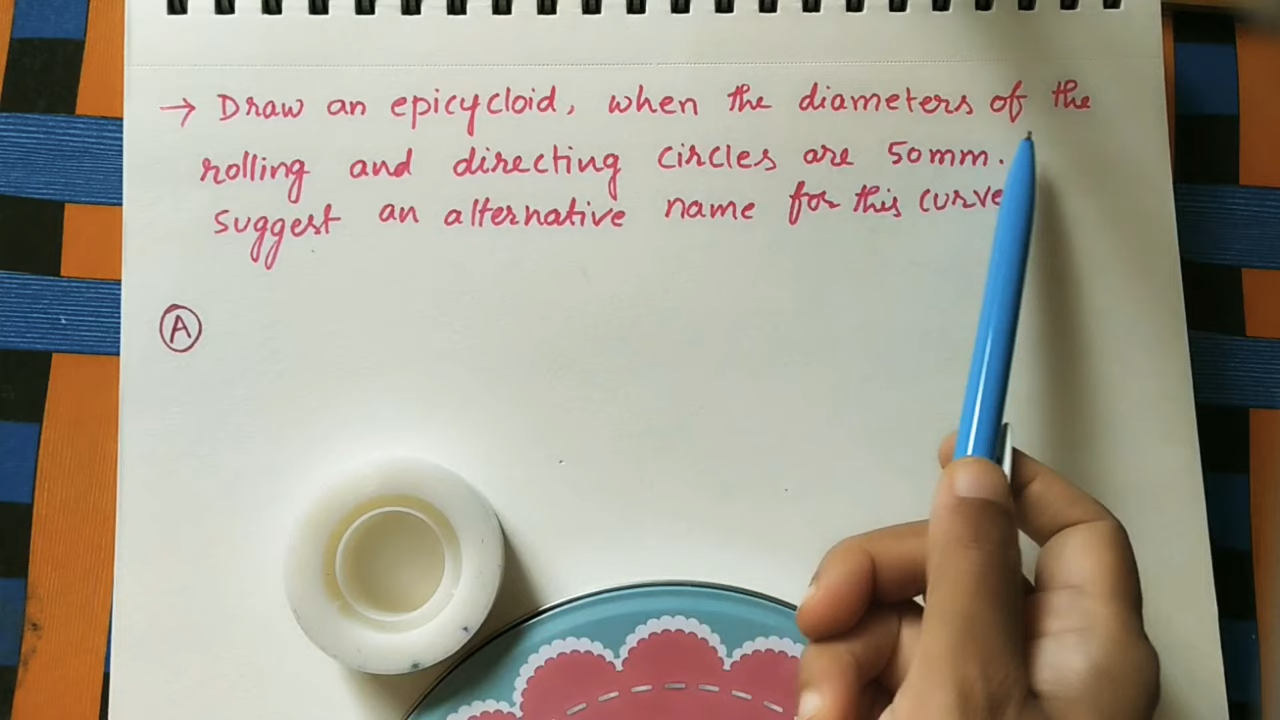 → Draw an epicycloid, when the diameters of the
rolling and directing circles are 50mm.
suggest an alternative name for this curve
A